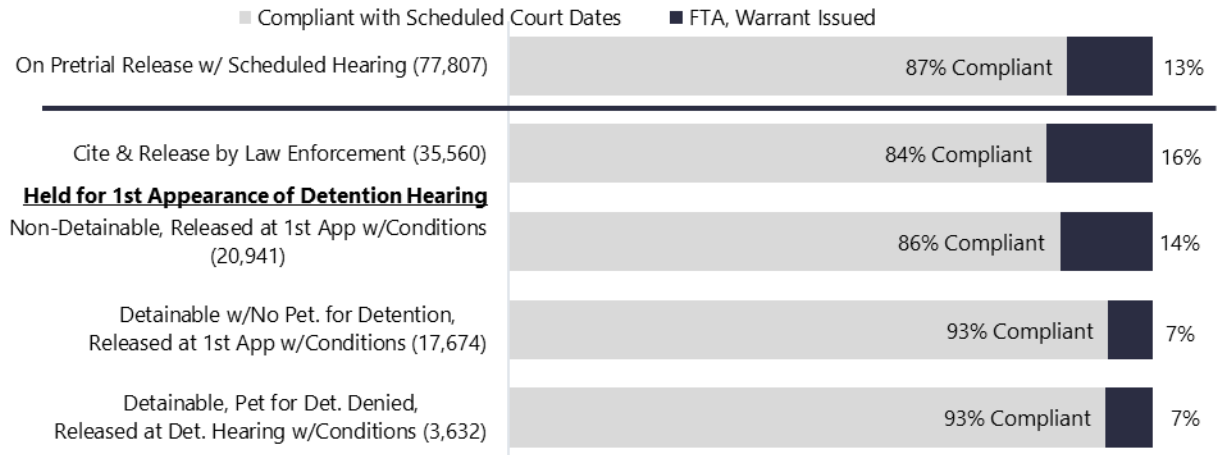 Compliant with Scheduled Court Dates FTA, Warrant Issued
On Pretrial Release w/ Scheduled Hearing (77,807) 87% Compliant 13%
Cite & Release by Law Enforcement (35,560) 84% Compliant 16%
Held for 1st Appearance of Detention Hearing
Non-Detainable, Released at 1st App w/Conditions
(20,941)
86% Compliant 14%
Detainable w/No Pet. for Detention,
Released at 1st App w/Conditions (17,674)
93% Compliant 7%
Detainable, Pet for Det. Denied,
Released at Det. Hearing w/Conditions (3,632)
93% Compliant 7%